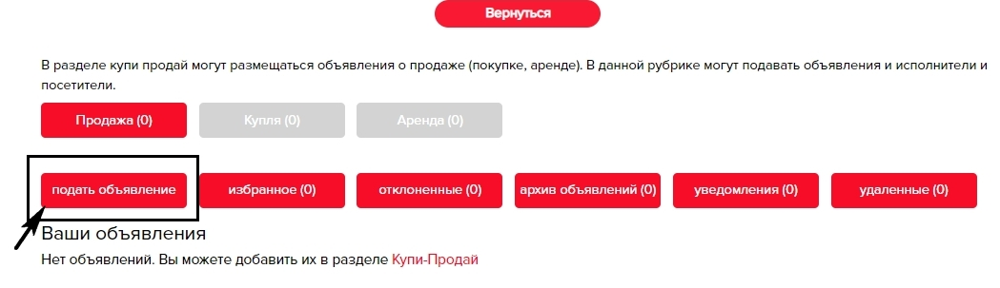 Вернуться
В разделе купи продай могут размещаться объявления о продаже (покупке, аренде). В данной рубрике могут подавать объявления и исполнители и
посетители.
Продажа (0) Купля (0) Аренда (0)
подать объявление избранное (0) отклоненные (0) архив объявлений (0) уведомления (0) удаленные (0)
Ваши объявления
Нет объявлений. Вы можете добавить их в разделе Купи-Продай